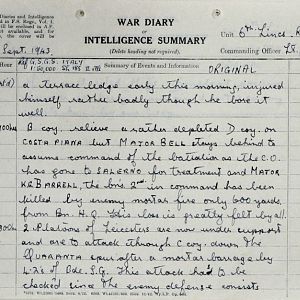 WAR DIARY
or
INTELLIGENCE SUMMARY
(Delete heading not required).
Sept. 1943.
Unit 6th Lincs. R
Commanding Officer
ITALY
Summary of Events and Information
ORIGINAL
a terrace ledge early this morning, injured
himself rather badly though he bore it
well.
B coy. relieve a rather depleted D coy. on
COSTA PIANA but MAJOR BELL stays behind to
assume command of the battalion as the C.O.
has gone to SALERNO for treatment and MAJOR
BARRELL, the bn's 2nd in command has been
killed by enemy mortar fire only 600 yards
from Bn. H.Q. This loss is greatly felt by all.
2 Platoons of Leicesters are now under support
and are to attack through C coy. down the
QUARANTA spur after a mortar barrage by
4.2s of This attack had to be
checked since the enemy defence consists